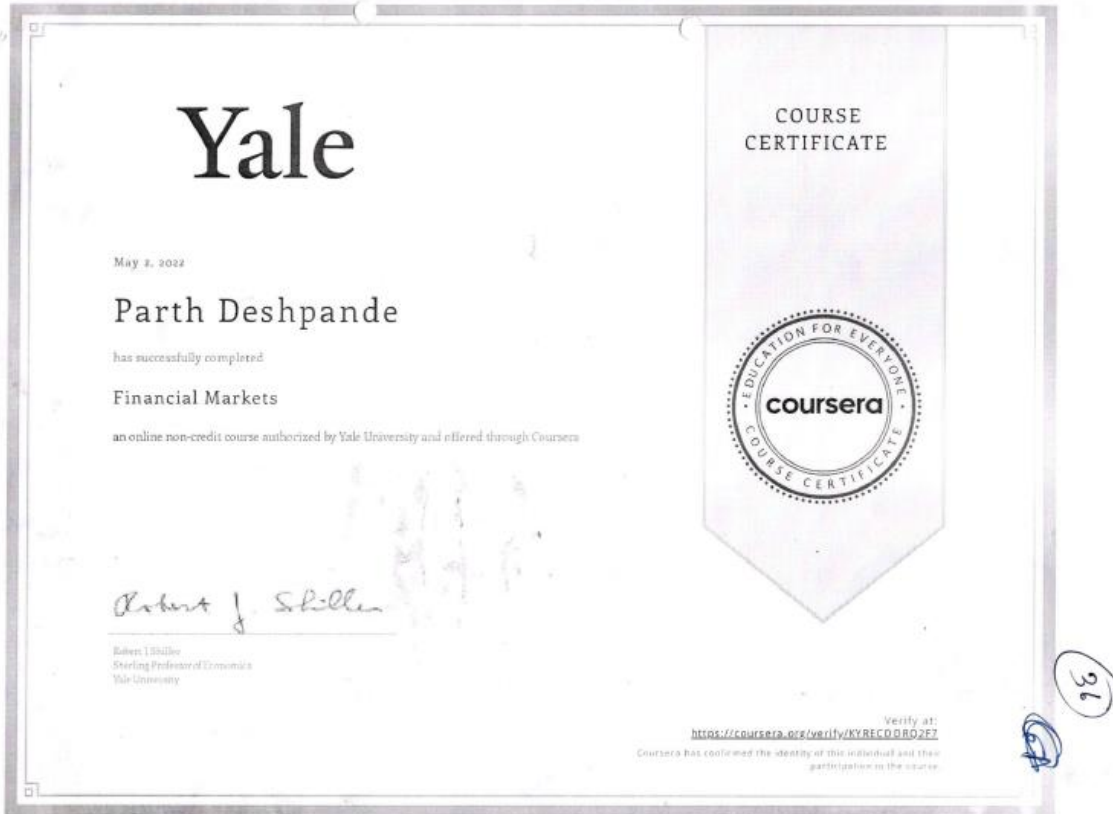 Yale
COURSE
CERTIFICATE
May 2, 2022
Parth Deshpande
has successfully completed
Financial Markets
an online non-credit course authorized by Yale University and offered through Coursera
EDUCATION FOR EVERYONE
coursera
COURSE CERTIFICATE
Robert J. Shiller
Robert J. Shiller
Sterling Professor of Economics
Yale University
Verify at:
https://coursera.org/verify/KYRECDDRQ2F7
Coursera has confirmed the identity of this individual and their
participation in the course.
36